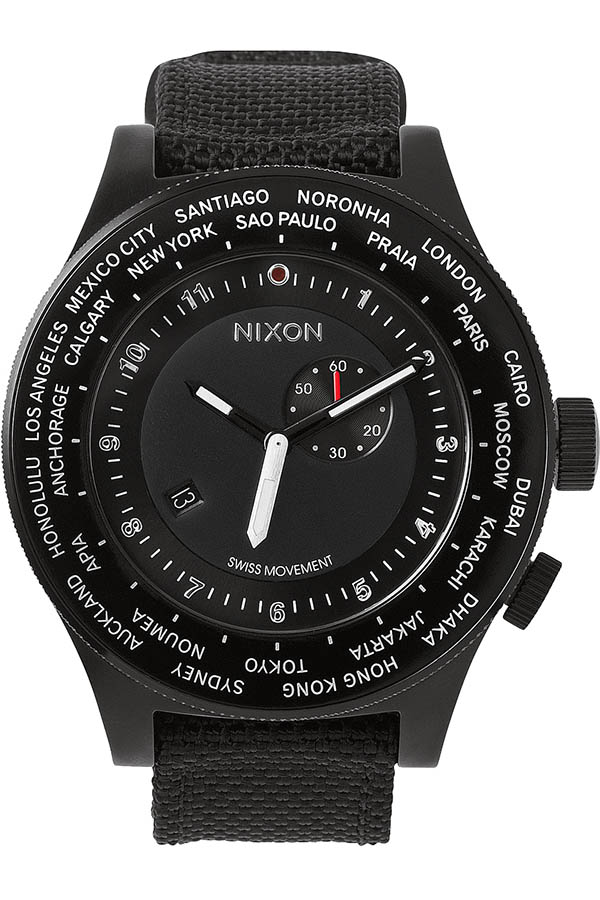 SANTIAGO
NORONHA
MEXICO CITY
NEW YORK
SAO PAULO
PRAIA
LONDON
PARIS
CAIRO
MOSCOW
DUBAI
KARACHI
DHAKA
JAKARTA
HONG KONG
TOKYO
SYDNEY
NOUMEA
AUCKLAND
APIA
HONOLULU
ANCHORAGE
LOS ANGELES
CALGARY
0
1
2
3
4
5
6
7
8
9
10
11
NIXON
60
50
20
30
13
SWISS MOVEMENT